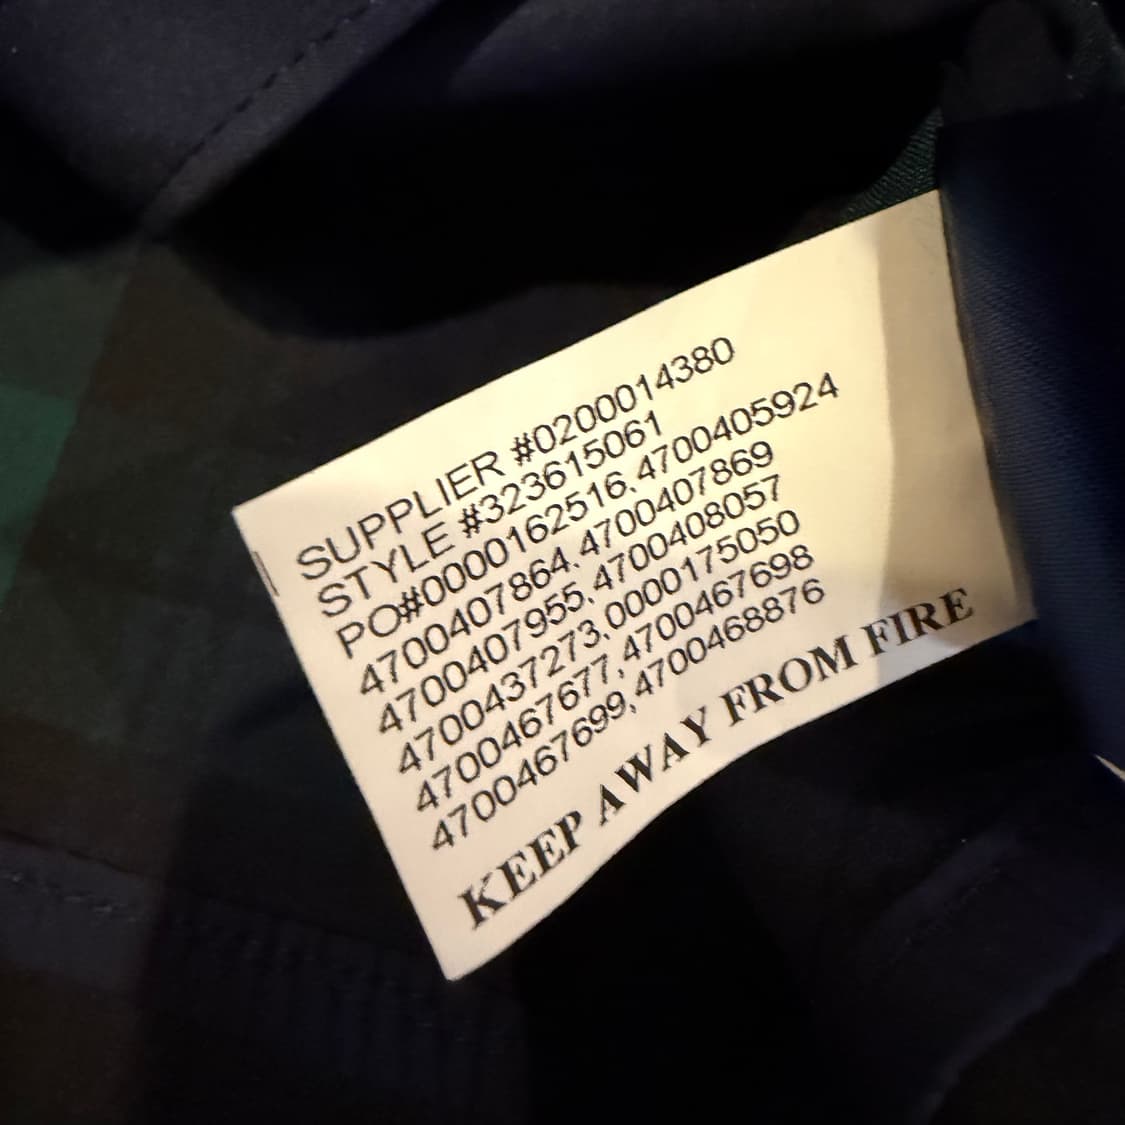 SUPPLIER #0200014380
STYLE #323615061
PO#0000162516,4700405924
4700407864,4700407869
4700407955,4700408057
4700437273,0000175050
4700467677,4700467698
4700467699,4700468876
KEEP AWAY FROM FIRE